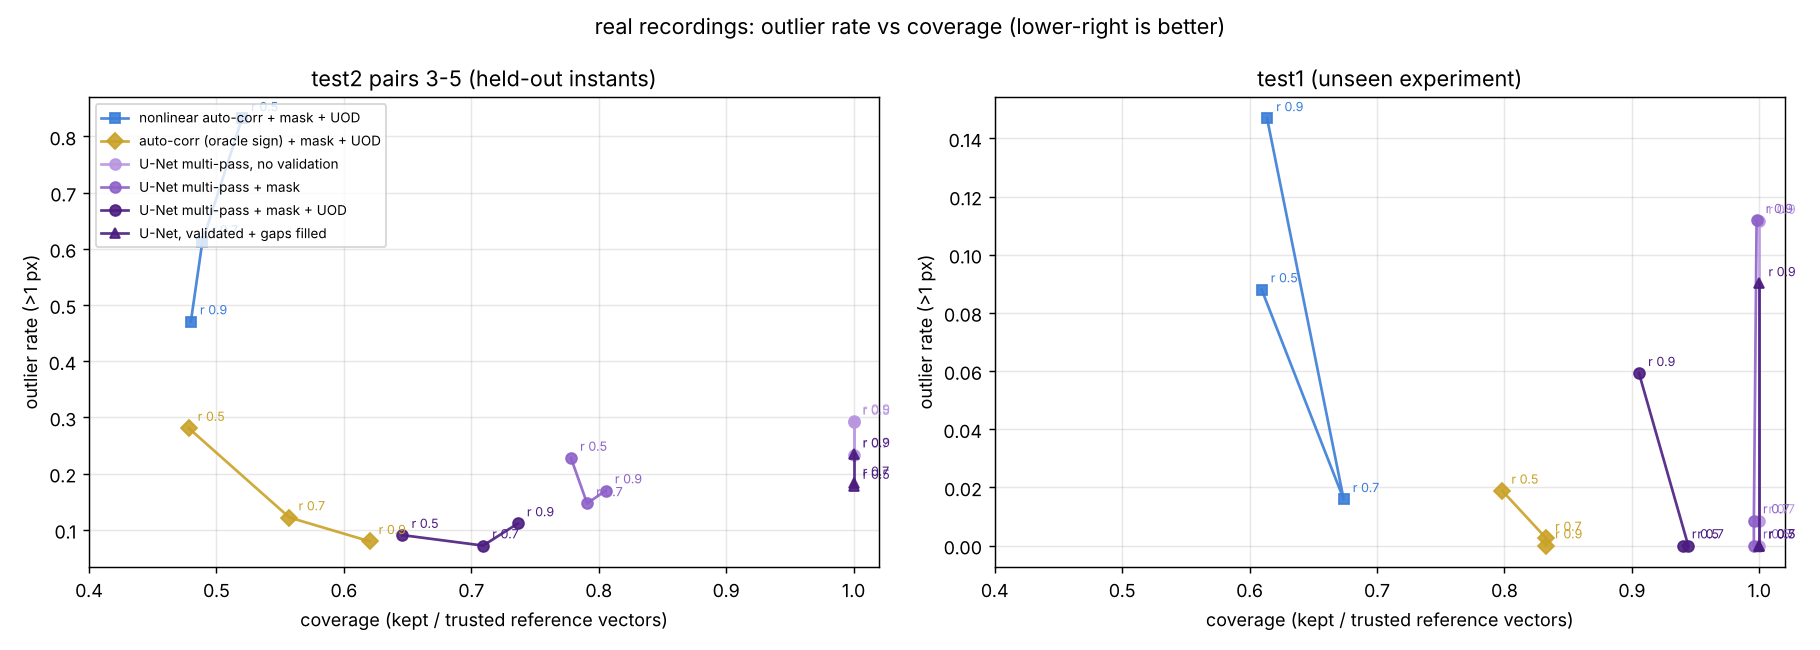 real recordings: outlier rate vs coverage (lower-right is better)
test2 pairs 3-5 (held-out instants)
nonlinear auto-corr + mask + UOD
auto-corr (oracle sign) + mask + UOD
U-Net multi-pass, no validation
U-Net multi-pass + mask
U-Net multi-pass + mask + UOD
U-Net, validated + gaps filled
outlier rate (>1 px)
0.8
0.7
0.6
0.5
0.4
0.3
0.2
0.1
r 0.5
r 0.9
r 0.5
r 0.7
r 0.9
r 0.5
r 0.7
r 0.9
r 0.5
r 0.9
r 0.9
0.4
0.5
0.6
0.7
0.8
0.9
1.0
coverage (kept / trusted reference vectors)
test1 (unseen experiment)
outlier rate (>1 px)
0.14
0.12
0.10
0.08
0.06
0.04
0.02
0.00
r 0.9
r 0.5
r 0.7
r 0.5
r 0.7
r 0.9
r 0.9
r 0.9
0.4
0.5
0.6
0.7
0.8
0.9
1.0
coverage (kept / trusted reference vectors)